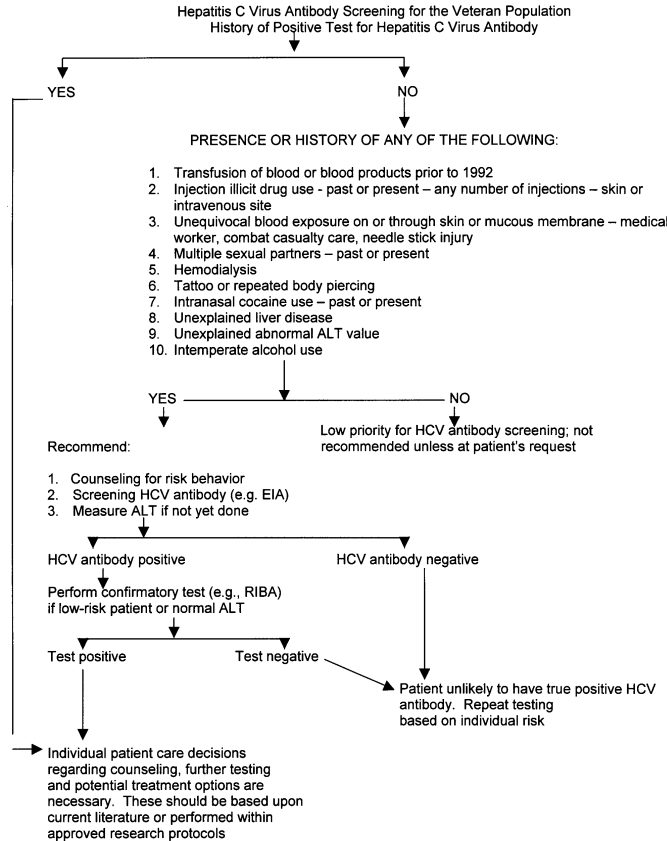 Hepatitis C Virus Antibody Screening for the Veteran Population
History of Positive Test for Hepatitis C Virus Antibody
YES
NO
PRESENCE OR HISTORY OF ANY OF THE FOLLOWING:
1. Transfusion of blood or blood products prior to 1992
2. Injection illicit drug use - past or present – any number of injections – skin or
intravenous site
3. Unequivocal blood exposure on or through skin or mucous membrane – medical
worker, combat casualty care, needle stick injury
4. Multiple sexual partners – past or present
5. Hemodialysis
6. Tattoo or repeated body piercing
7. Intranasal cocaine use – past or present
8. Unexplained liver disease
9. Unexplained abnormal ALT value
10. Intemperate alcohol use
YES
NO
Low priority for HCV antibody screening; not
recommended unless at patient's request
Recommend:
1. Counseling for risk behavior
2. Screening HCV antibody (e.g. EIA)
3. Measure ALT if not yet done
HCV antibody positive
HCV antibody negative
Perform confirmatory test (e.g., RIBA)
if low-risk patient or normal ALT
Test positive
Test negative
Patient unlikely to have true positive HCV
antibody. Repeat testing
based on individual risk
Individual patient care decisions
regarding counseling, further testing
and potential treatment options are
necessary. These should be based upon
current literature or performed within
approved research protocols